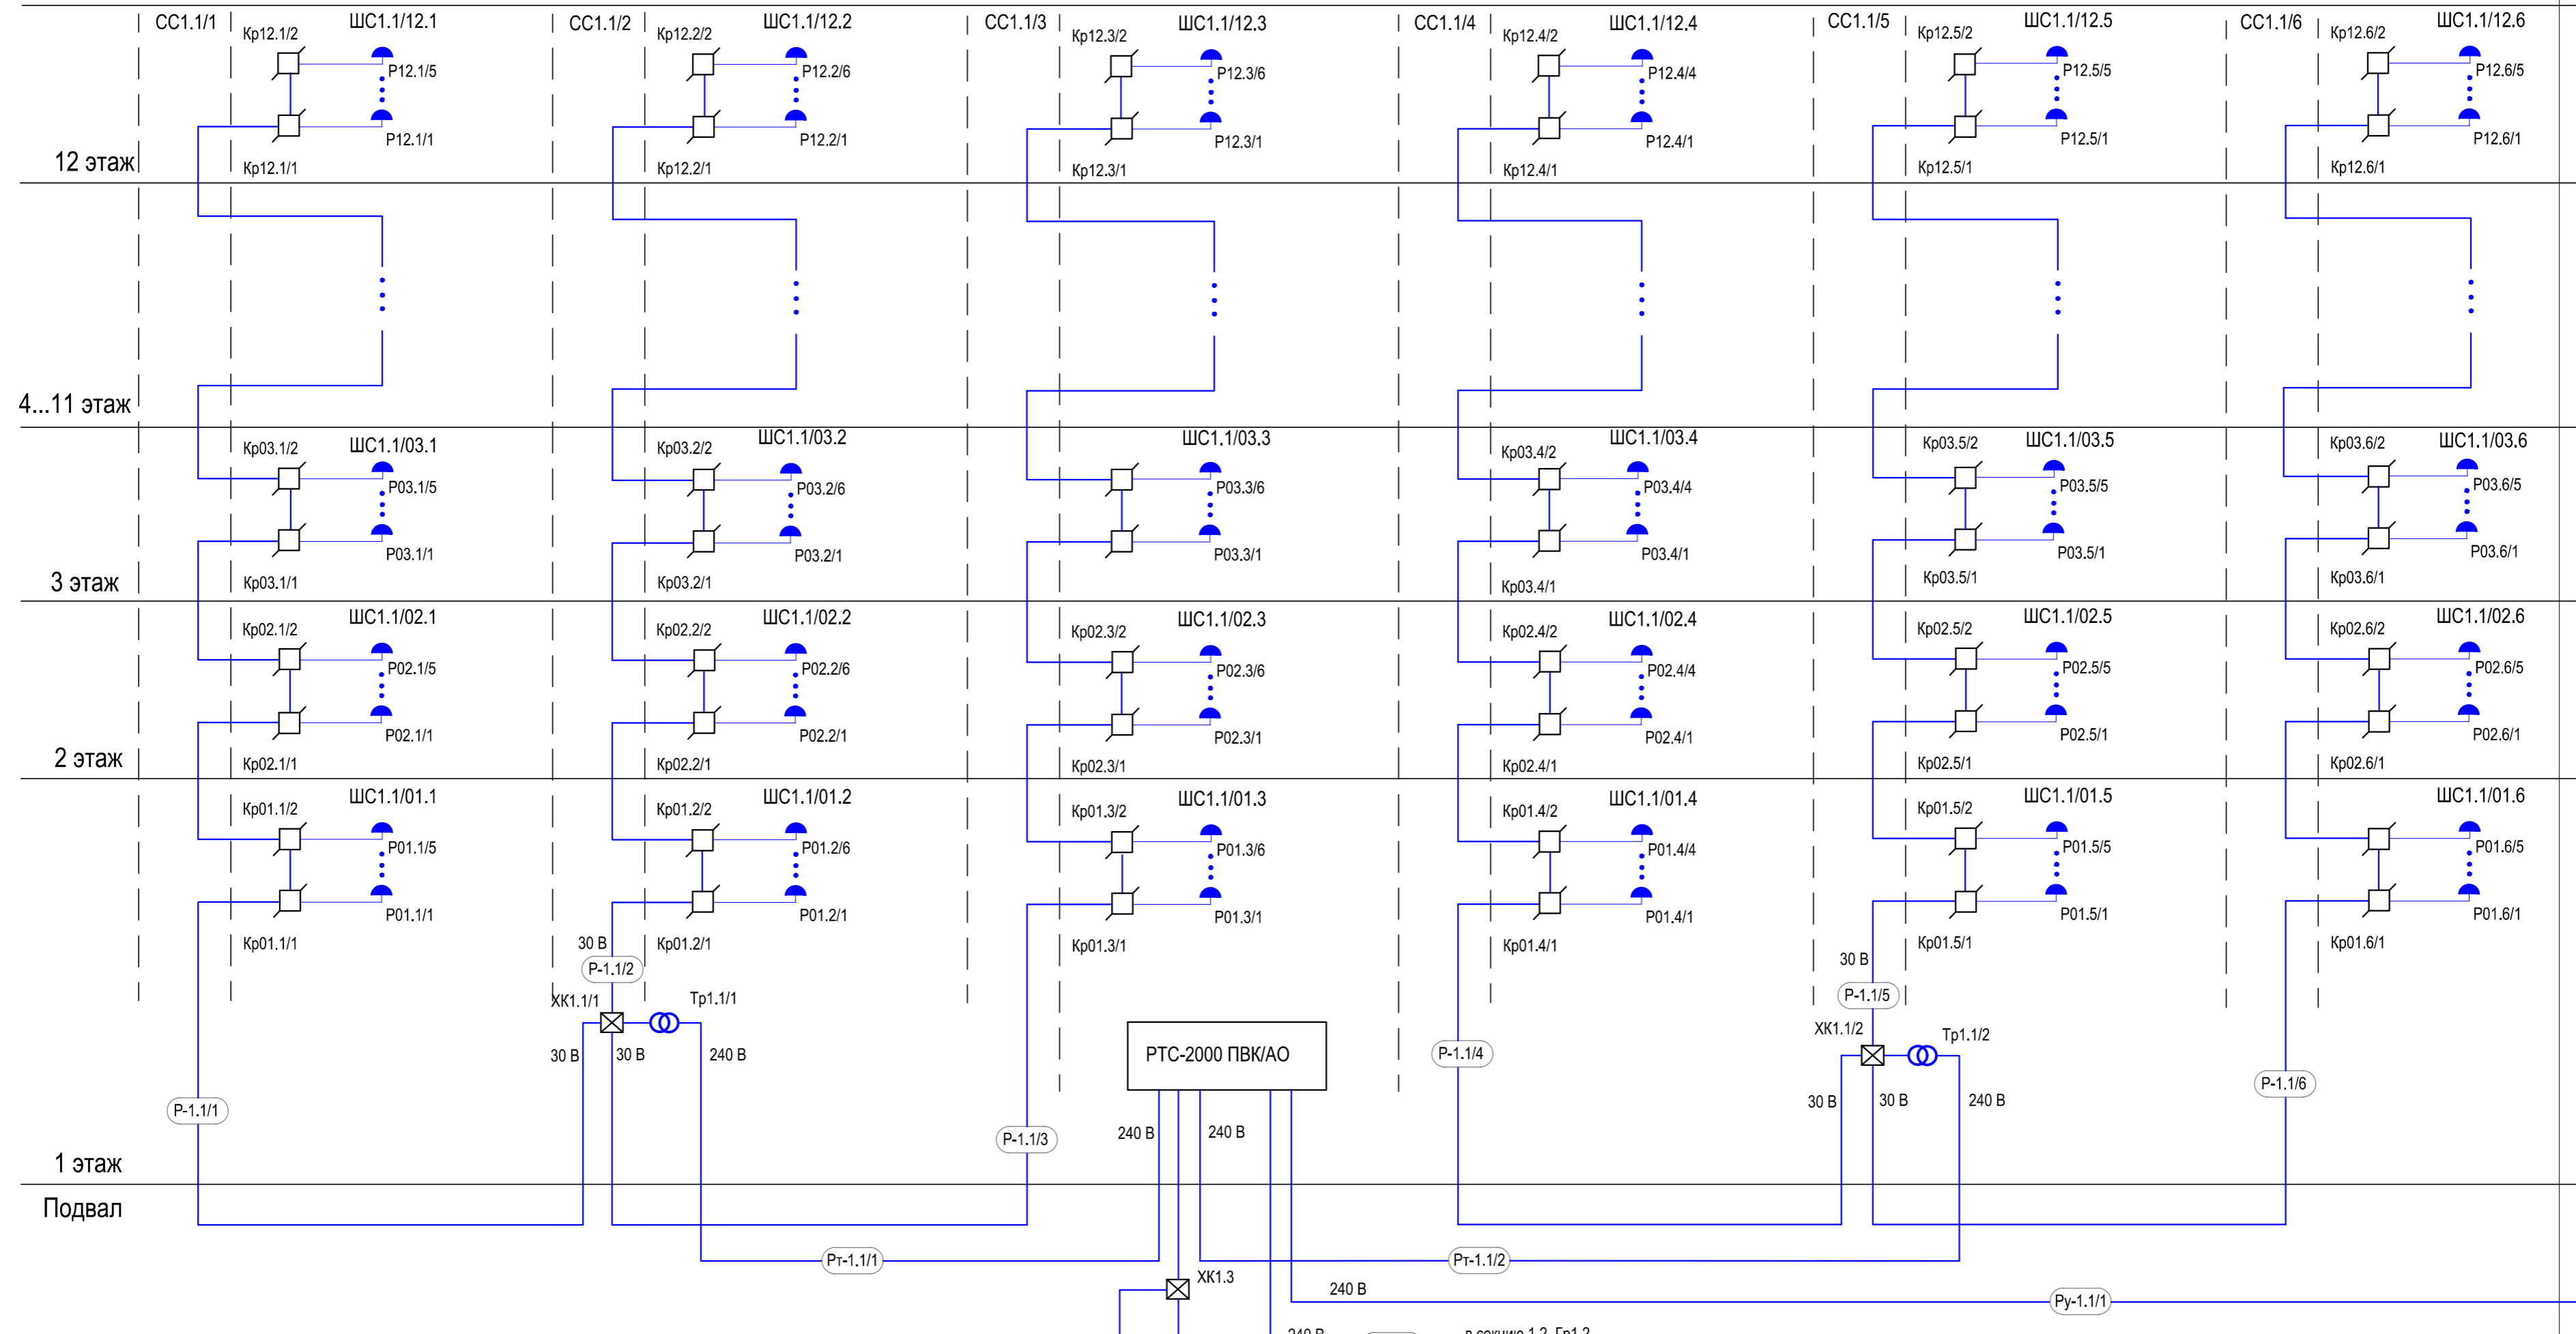 СС1.1/1
Кр12.1/2
ШС1.1/12.1
Р12.1/5
Р12.1/1
Кр12.1/1
СС1.1/2
Кр12.2/2
ШС1.1/12.2
Р12.2/6
Р12.2/1
Кр12.2/1
СС1.1/3
Кр12.3/2
ШС1.1/12.3
Р12.3/6
Р12.3/1
Кр12.3/1
СС1.1/4
Кр12.4/2
ШС1.1/12.4
Р12.4/4
Р12.4/1
Кр12.4/1
СС1.1/5
Кр12.5/2
ШС1.1/12.5
Р12.5/5
Р12.5/1
Кр12.5/1
СС1.1/6
Кр12.6/2
ШС1.1/12.6
Р12.6/5
Р12.6/1
Кр12.6/1
12 этаж
4...11 этаж
Кр03.1/2
ШС1.1/03.1
Р03.1/5
Р03.1/1
Кр03.1/1
Кр03.2/2
ШС1.1/03.2
Р03.2/6
Р03.2/1
Кр03.2/1
ШС1.1/03.3
Р03.3/6
Р03.3/1
Кр03.4/2
ШС1.1/03.4
Р03.4/4
Р03.4/1
Кр03.4/1
Кр03.5/2
ШС1.1/03.5
Р03.5/5
Р03.5/1
Кр03.5/1
Кр03.6/2
ШС1.1/03.6
Р03.6/5
Р03.6/1
Кр03.6/1
3 этаж
Кр02.1/2
ШС1.1/02.1
Р02.1/5
Р02.1/1
Кр02.1/1
Кр02.2/2
ШС1.1/02.2
Р02.2/6
Р02.2/1
Кр02.2/1
Кр02.3/2
ШС1.1/02.3
Р02.3/6
Р02.3/1
Кр02.3/1
Кр02.4/2
ШС1.1/02.4
Р02.4/4
Р02.4/1
Кр02.4/1
Кр02.5/2
ШС1.1/02.5
Р02.5/5
Р02.5/1
Кр02.5/1
Кр02.6/2
ШС1.1/02.6
Р02.6/5
Р02.6/1
Кр02.6/1
2 этаж
Кр01.1/2
ШС1.1/01.1
Р01.1/5
Р01.1/1
Кр01.1/1
Кр01.2/2
ШС1.1/01.2
Р01.2/6
Р01.2/1
Кр01.2/1
Кр01.3/2
ШС1.1/01.3
Р01.3/6
Р01.3/1
Кр01.3/1
Кр01.4/2
ШС1.1/01.4
Р01.4/4
Р01.4/1
Кр01.4/1
Кр01.5/2
ШС1.1/01.5
Р01.5/5
Р01.5/1
Кр01.5/1
Кр01.6/2
ШС1.1/01.6
Р01.6/5
Р01.6/1
Кр01.6/1
30 В
Р-1.1/2
ХК1.1/1
Тр1.1/1
30 В
30 В
240 В
Р-1.1/1
Р-1.1/3
РТС-2000 ПВК/АО
240 В
240 В
Р-1.1/4
30 В
Р-1.1/5
ХК1.1/2
Тр1.1/2
30 В
30 В
240 В
Р-1.1/6
1 этаж
Подвал
Рт-1.1/1
Рт-1.1/2
ХК1.3
240 В
Ру-1.1/1
240 В
в секцию 1.2, Гр1.2